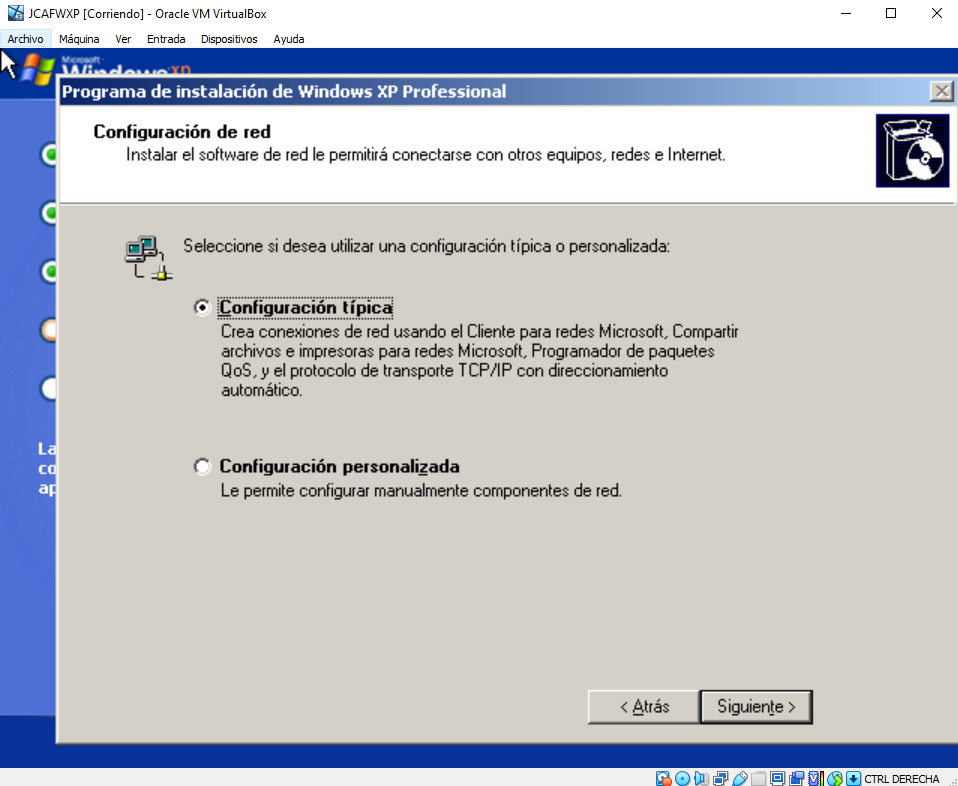 JCAFWXP [Corriendo] - Oracle VM VirtualBox
Archivo Máquina Ver Entrada Dispositivos Ayuda
Microsoft
Windows xp
Programa de instalación de Windows XP Professional
Configuración de red
Instalar el software de red le permitirá conectarse con otros equipos, redes e Internet.
Seleccione si desea utilizar una configuración típica o personalizada:
Configuración típica
Crea conexiones de red usando el Cliente para redes Microsoft, Compartir
archivos e impresoras para redes Microsoft, Programador de paquetes
QoS, y el protocolo de transporte TCP/IP con direccionamiento
automático.
La
co
ap
Configuración personalizada
Le permite configurar manualmente componentes de red.
< Atrás Siguiente >
CTRL DERECHA